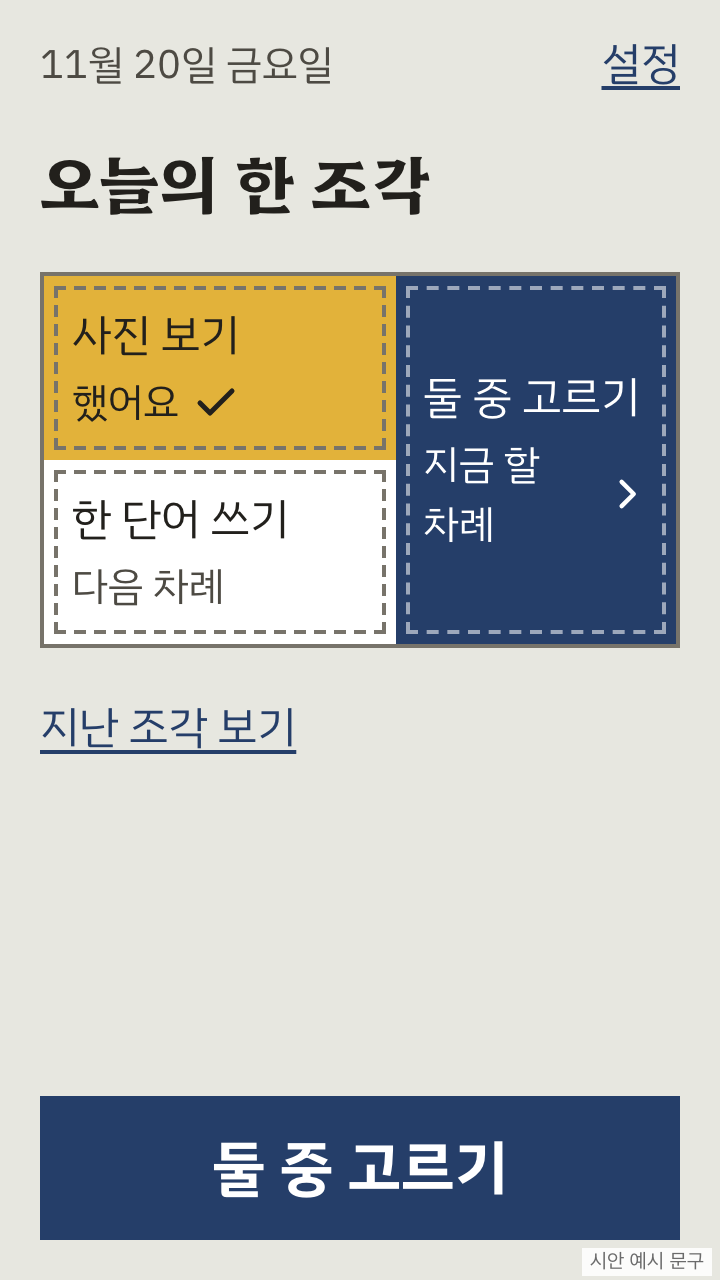 11월 20일 금요일
설정
오늘의 한 조각
사진 보기
했어요
한 단어 쓰기
다음 차례
둘 중 고르기
지금 할
차례
지난 조각 보기
둘 중 고르기
시안 예시 문구